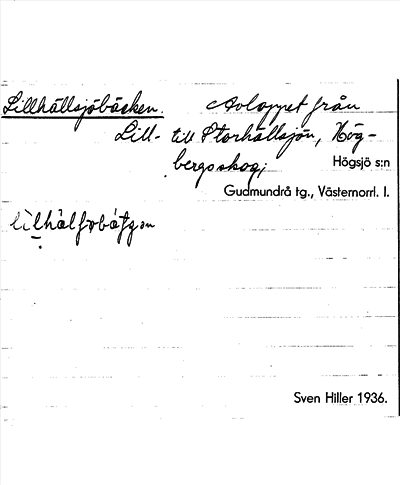 Lillhällsjöbäcken. Avloppet från
Lill- till Storhällsjön, Hög-
bergsskog,
Högsjö s:n
Gudmundrå tg., Västernorrl. l.
Sven Hiller 1936.